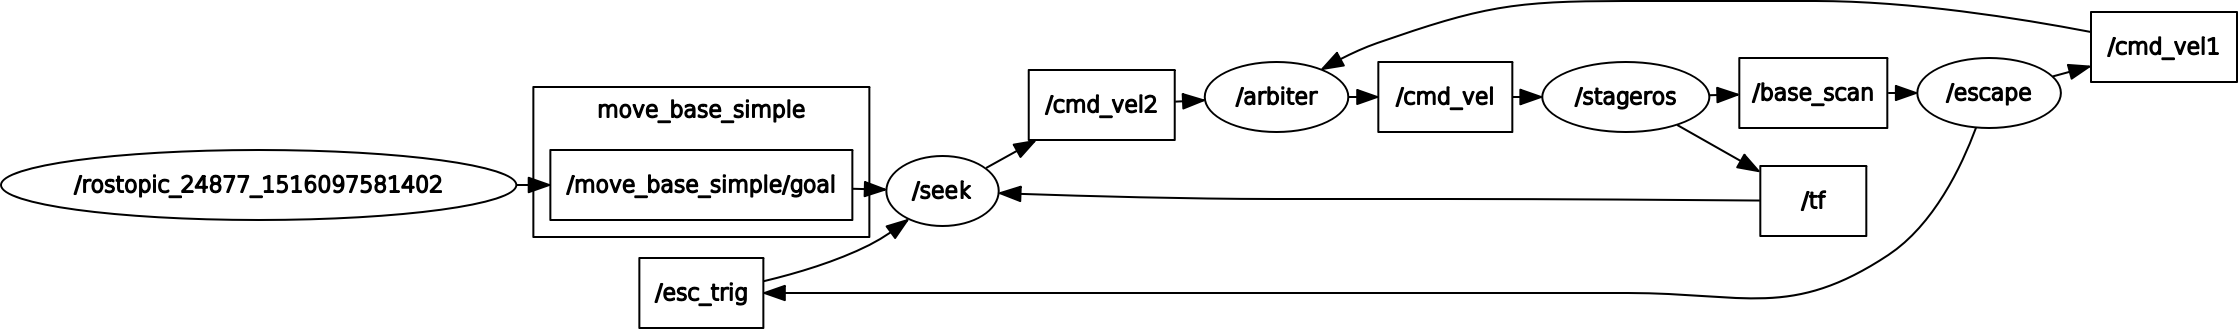 /rostopic_24877_1516097581402
move_base_simple
/move_base_simple/goal
/esc_trig
/seek
/cmd_vel2
/arbiter
/cmd_vel
/stageros
/base_scan
/tf
/escape
/cmd_vel1